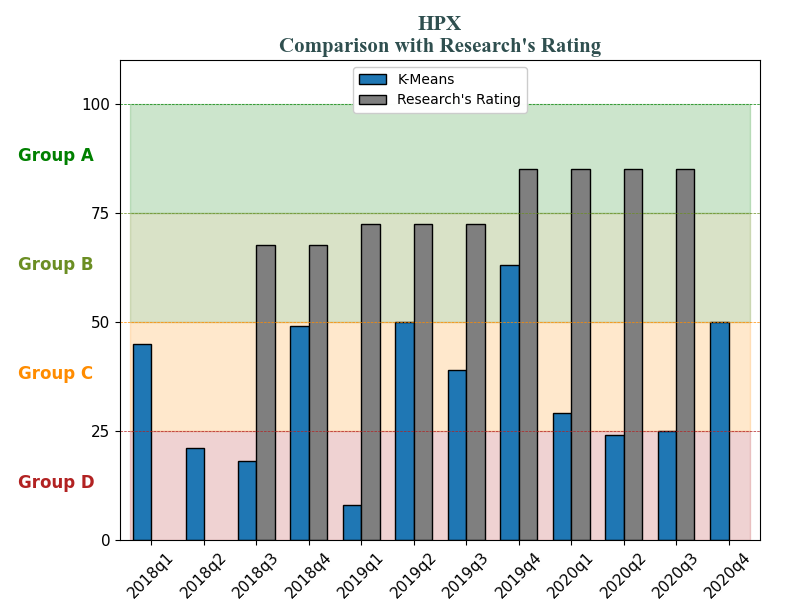 HPX
Comparison with Research's Rating
K-Means
Research's Rating
100
Group A
75
Group B
50
Group C
25
Group D
0
2018q1
2018q2
2018q3
2018q4
2019q1
2019q2
2019q3
2019q4
2020q1
2020q2
2020q3
2020q4